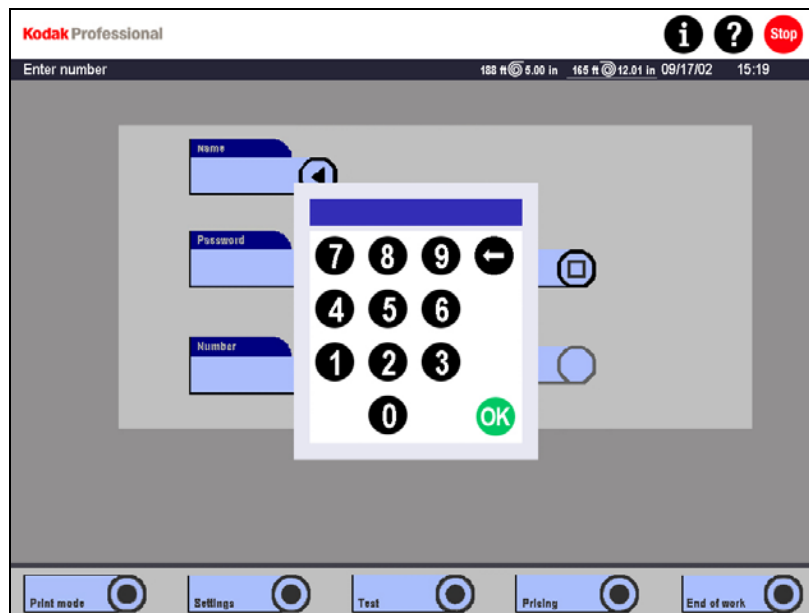 Kodak Professional
i ? Stop
Enter number 188 ft 5.00 in 165 ft 12.01 in 09/17/02 15:19
Name
Password
7 8 9
4 5 6
Number
1 2 3
0 OK
Print mode Settings Test Pricing End of work